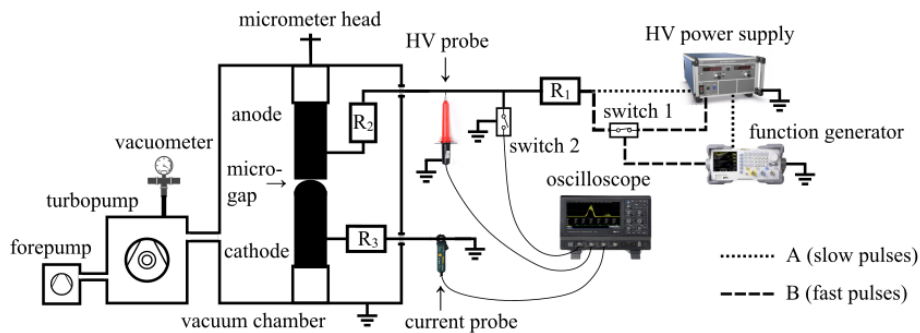 micrometer head
HV probe
HV power supply
anode
R₂
R₁
switch 1
vacuometer
switch 2
function generator
micro-
gap
turbopump
oscilloscope
forepump
cathode
R₃
A (slow pulses)
B (fast pulses)
vacuum chamber
current probe